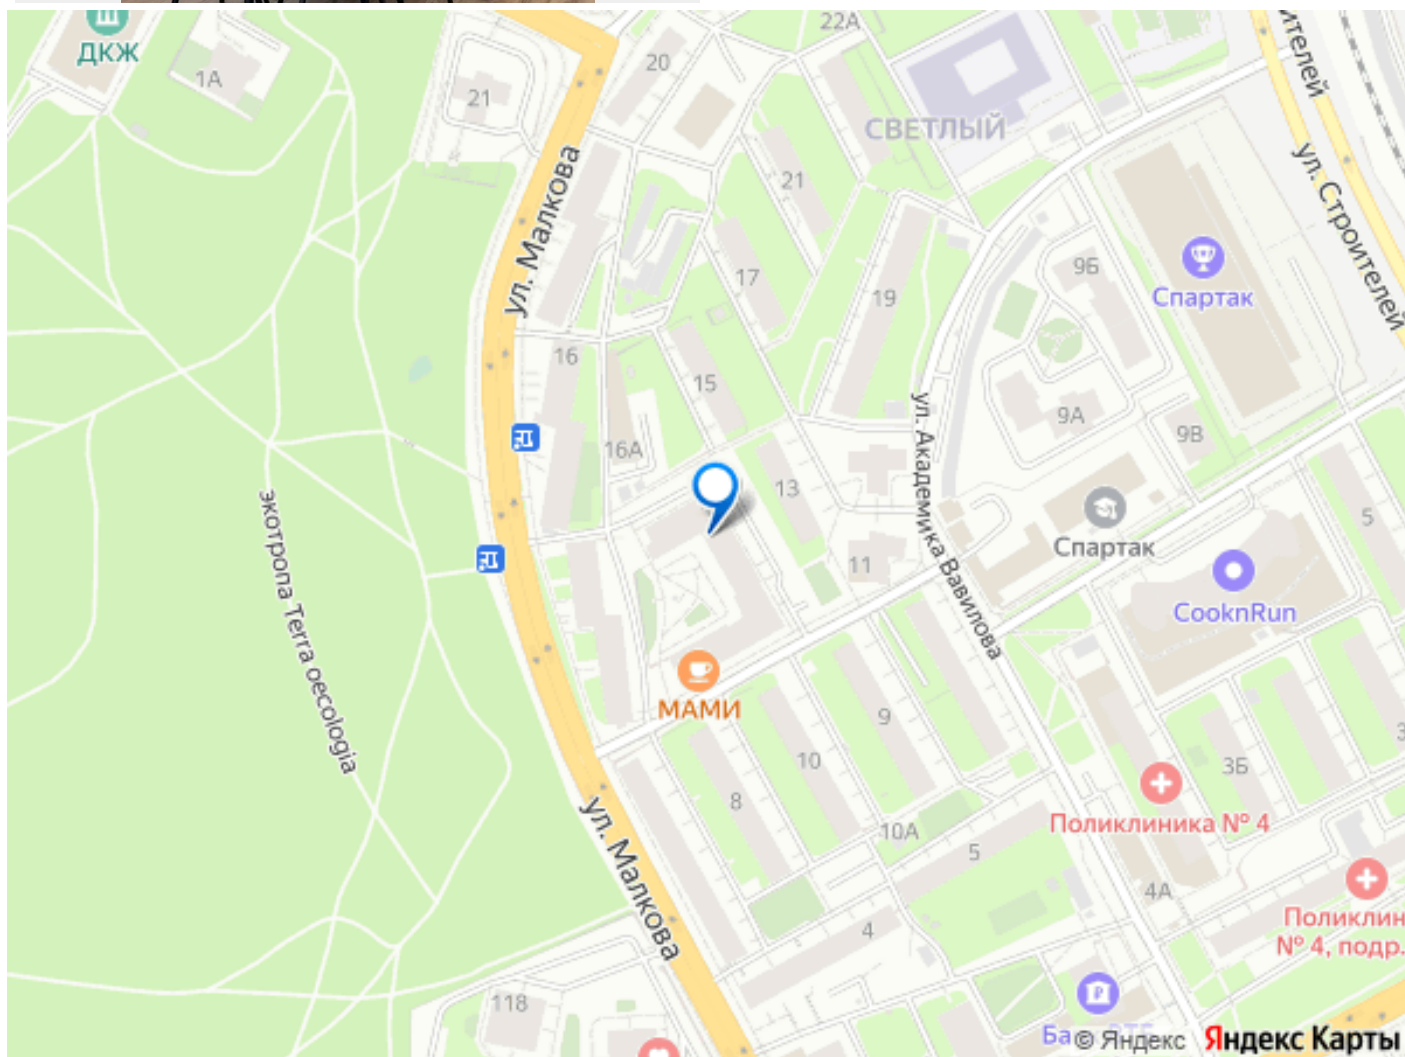 ДКЖ
1А
21
20
22А
СВЕТЛЫЙ
ул. Малкова
21
17
19
9Б
Спартак
ул. Строителей
16
15
16А
9А
9В
13
ул. Академика Вавилова
11
Спартак
5
CooknRun
экотропа Terra oecologia
МАМИ
9
10
8
3Б
Поликлиника № 4
10А
5
4А
4
ул. Малкова
№ 4, подр.
118
© Яндекс
Яндекс Карты